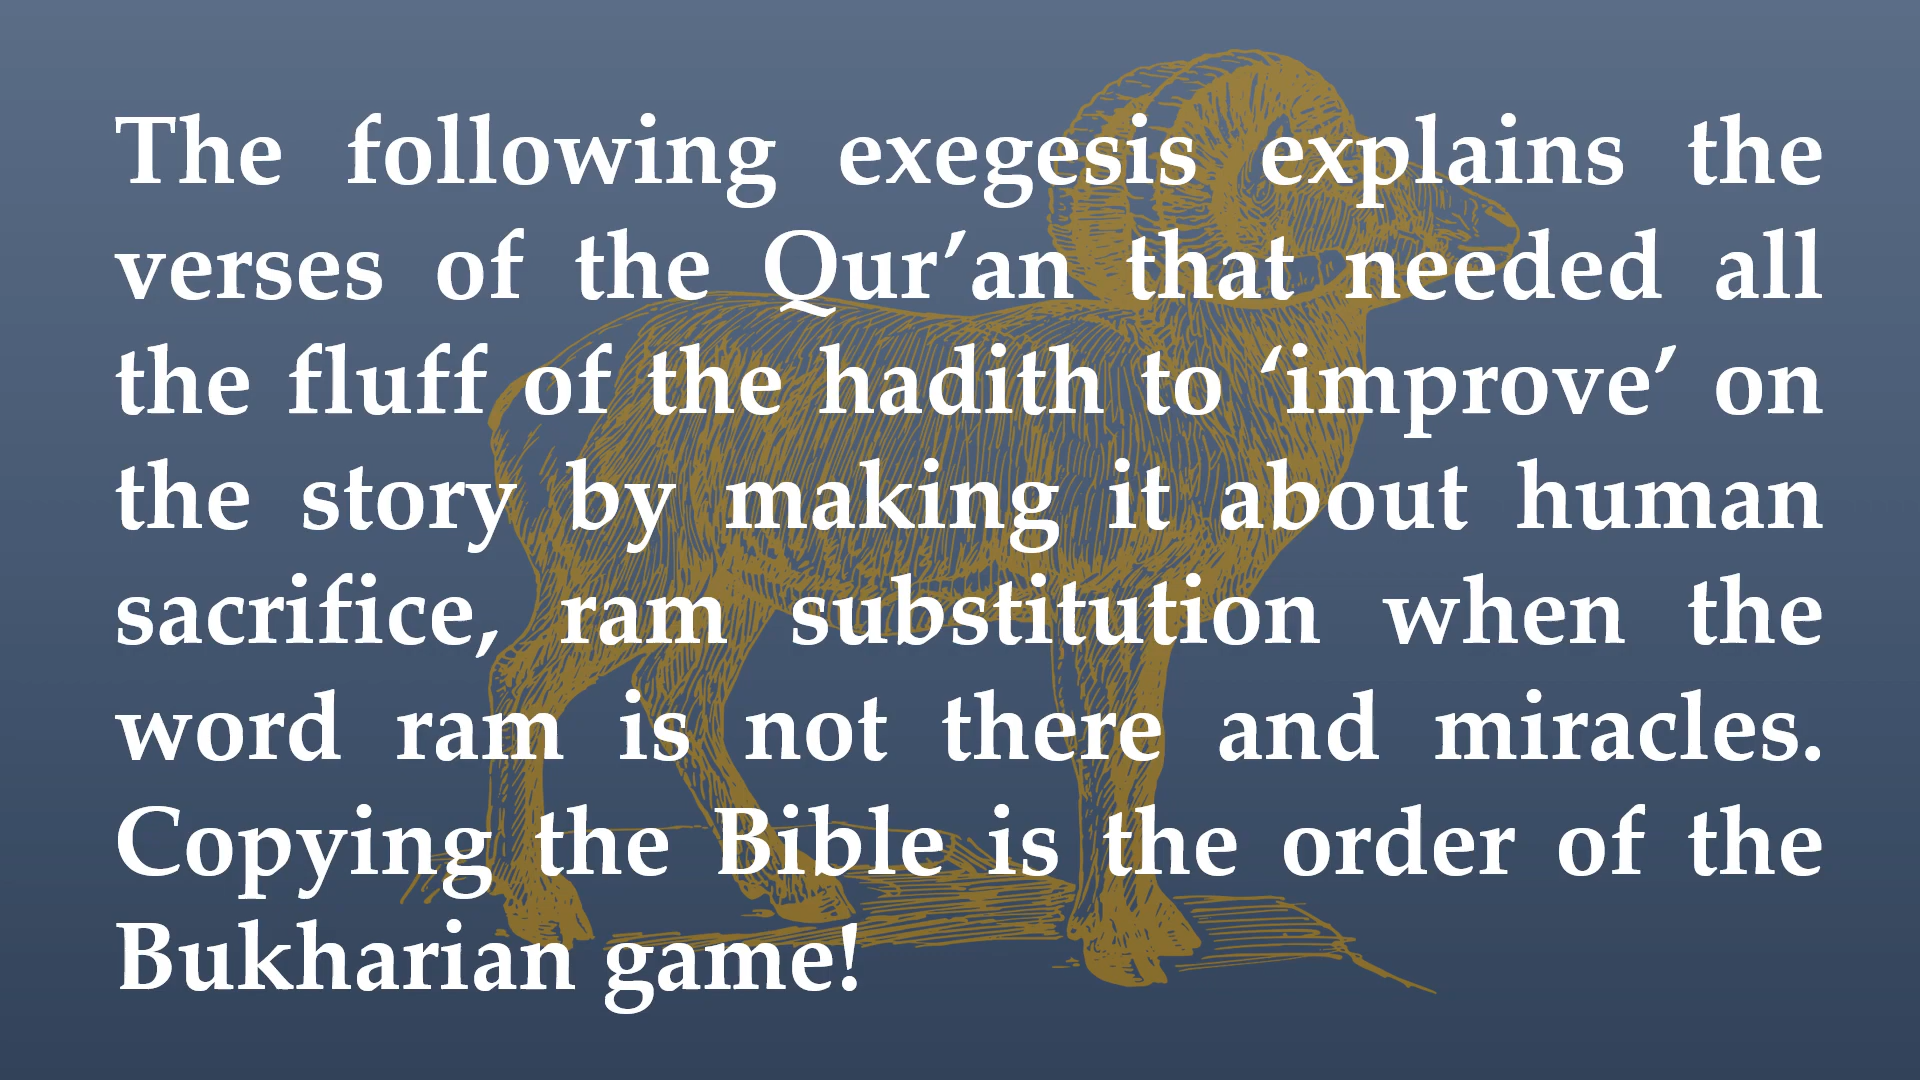 The following exegesis explains the
verses of the Qur’an that needed all
the fluff of the hadith to ‘improve’ on
the story by making it about human
sacrifice, ram substitution when the
word ram is not there and miracles.
Copying the Bible is the order of the
Bukharian game!